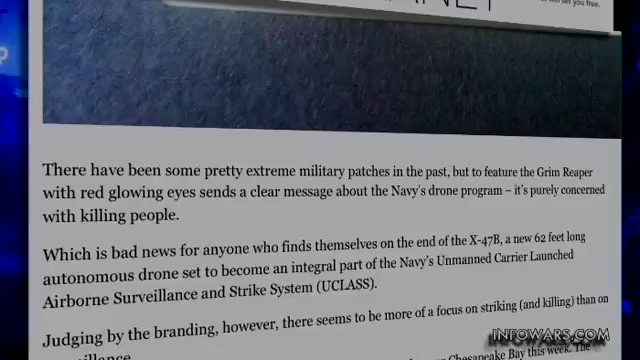 will set you free.
There have been some pretty extreme military patches in the past, but to feature the Grim Reaper
with red glowing eyes sends a clear message about the Navy's drone program – it's purely concerned
with killing people.
Which is bad news for anyone who finds themselves on the end of the X-47B, a new 62 feet long
autonomous drone set to become an integral part of the Navy's Unmanned Carrier Launched
Airborne Surveillance and Strike System (UCLASS).
Judging by the branding, however, there seems to be more of a focus on striking (and killing) than on
Chesapeake Bay this week. The
INFOWARS.COM